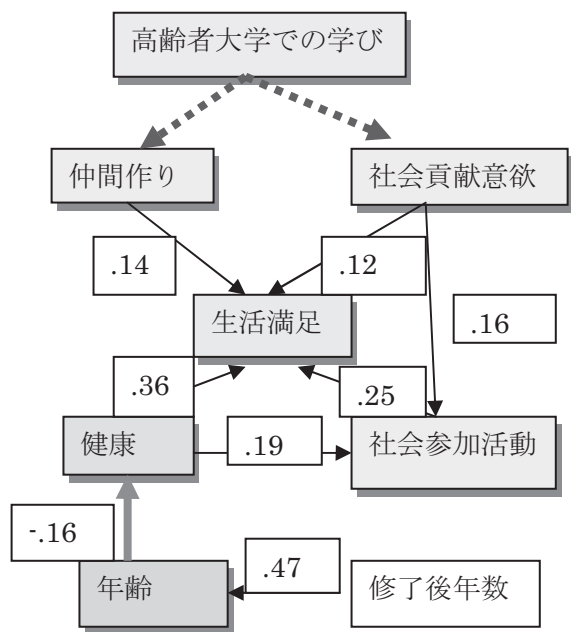 高齢者大学での学び
仲間作り
社会貢献意欲
.14
.12
生活満足
.16
.36
.25
健康
.19
社会参加活動
-.16
.47
年齢
修了後年数